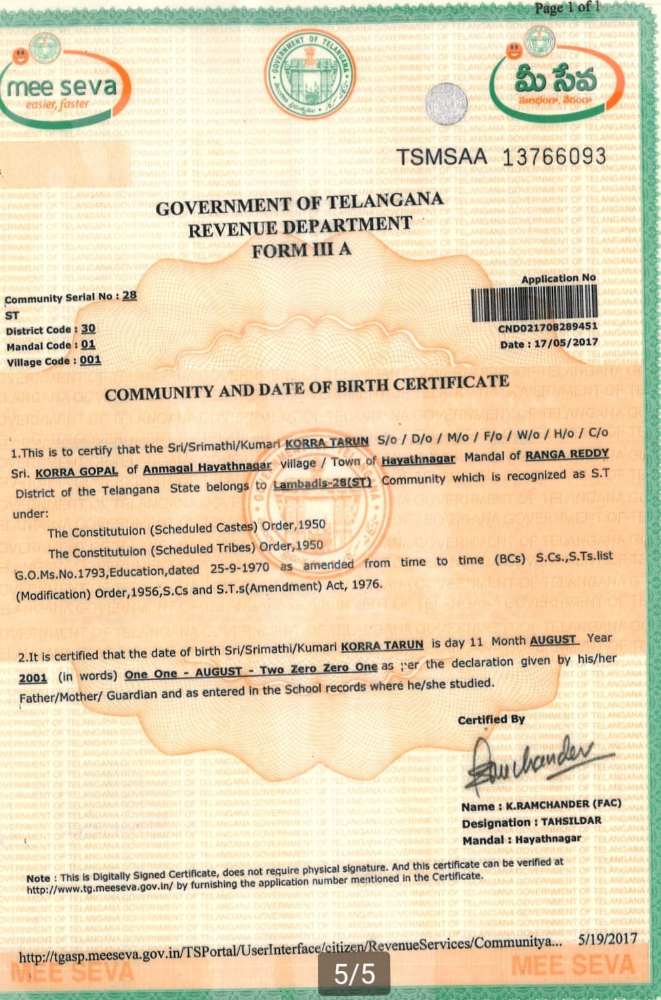 Page 1 of 1
mee seva
easier, faster
GOVERNMENT OF TELANGANA
మీ సేవ
TSMSAA 13766093
GOVERNMENT OF TELANGANA
REVENUE DEPARTMENT
FORM III A
Community Serial No : 28
ST
District Code : 30
Mandal Code : 01
Village Code : 001
Application No
CND021708289451
Date : 17/05/2017
COMMUNITY AND DATE OF BIRTH CERTIFICATE
1.This is to certify that the Sri/Srimathi/Kumari KORRA TARUN S/o / D/o / M/o / F/o / W/o / H/o / C/o
Sri. KORRA GOPAL of Anmagal Hayathnagar village / Town of Hayathnagar Mandal of RANGA REDDY
District of the Telangana State belongs to Lambadis-28(ST) Community which is recognized as S.T
under:
The Constitutuion (Scheduled Castes) Order,1950
The Constitutuion (Scheduled Tribes) Order,1950
G.O.Ms.No.1793,Education,dated 25-9-1970 as amended from time to time (BCs) S.Cs.,S.Ts.list
(Modification) Order,1956,S.Cs and S.T.s(Amendment) Act, 1976.
2.It is certified that the date of birth Sri/Srimathi/Kumari KORRA TARUN is day 11 Month AUGUST Year
2001 (in words) One One - AUGUST - Two Zero Zero One as per the declaration given by his/her
Father/Mother/ Guardian and as entered in the School records where he/she studied.
Certified By
Ramchander
Name : K.RAMCHANDER (FAC)
Designation : TAHSILDAR
Mandal : Hayathnagar
Note : This is Digitally Signed Certificate, does not require physical signature. And this certificate can be verified at
http://www.tg.meeseva.gov.in/ by furnishing the application number mentioned in the Certificate.
http://tgasp.meeseva.gov.in/TSPortal/UserInterface/citizen/RevenueServices/Communitya... 5/19/2017
MEE SEVA
5/5
MEE SEVA